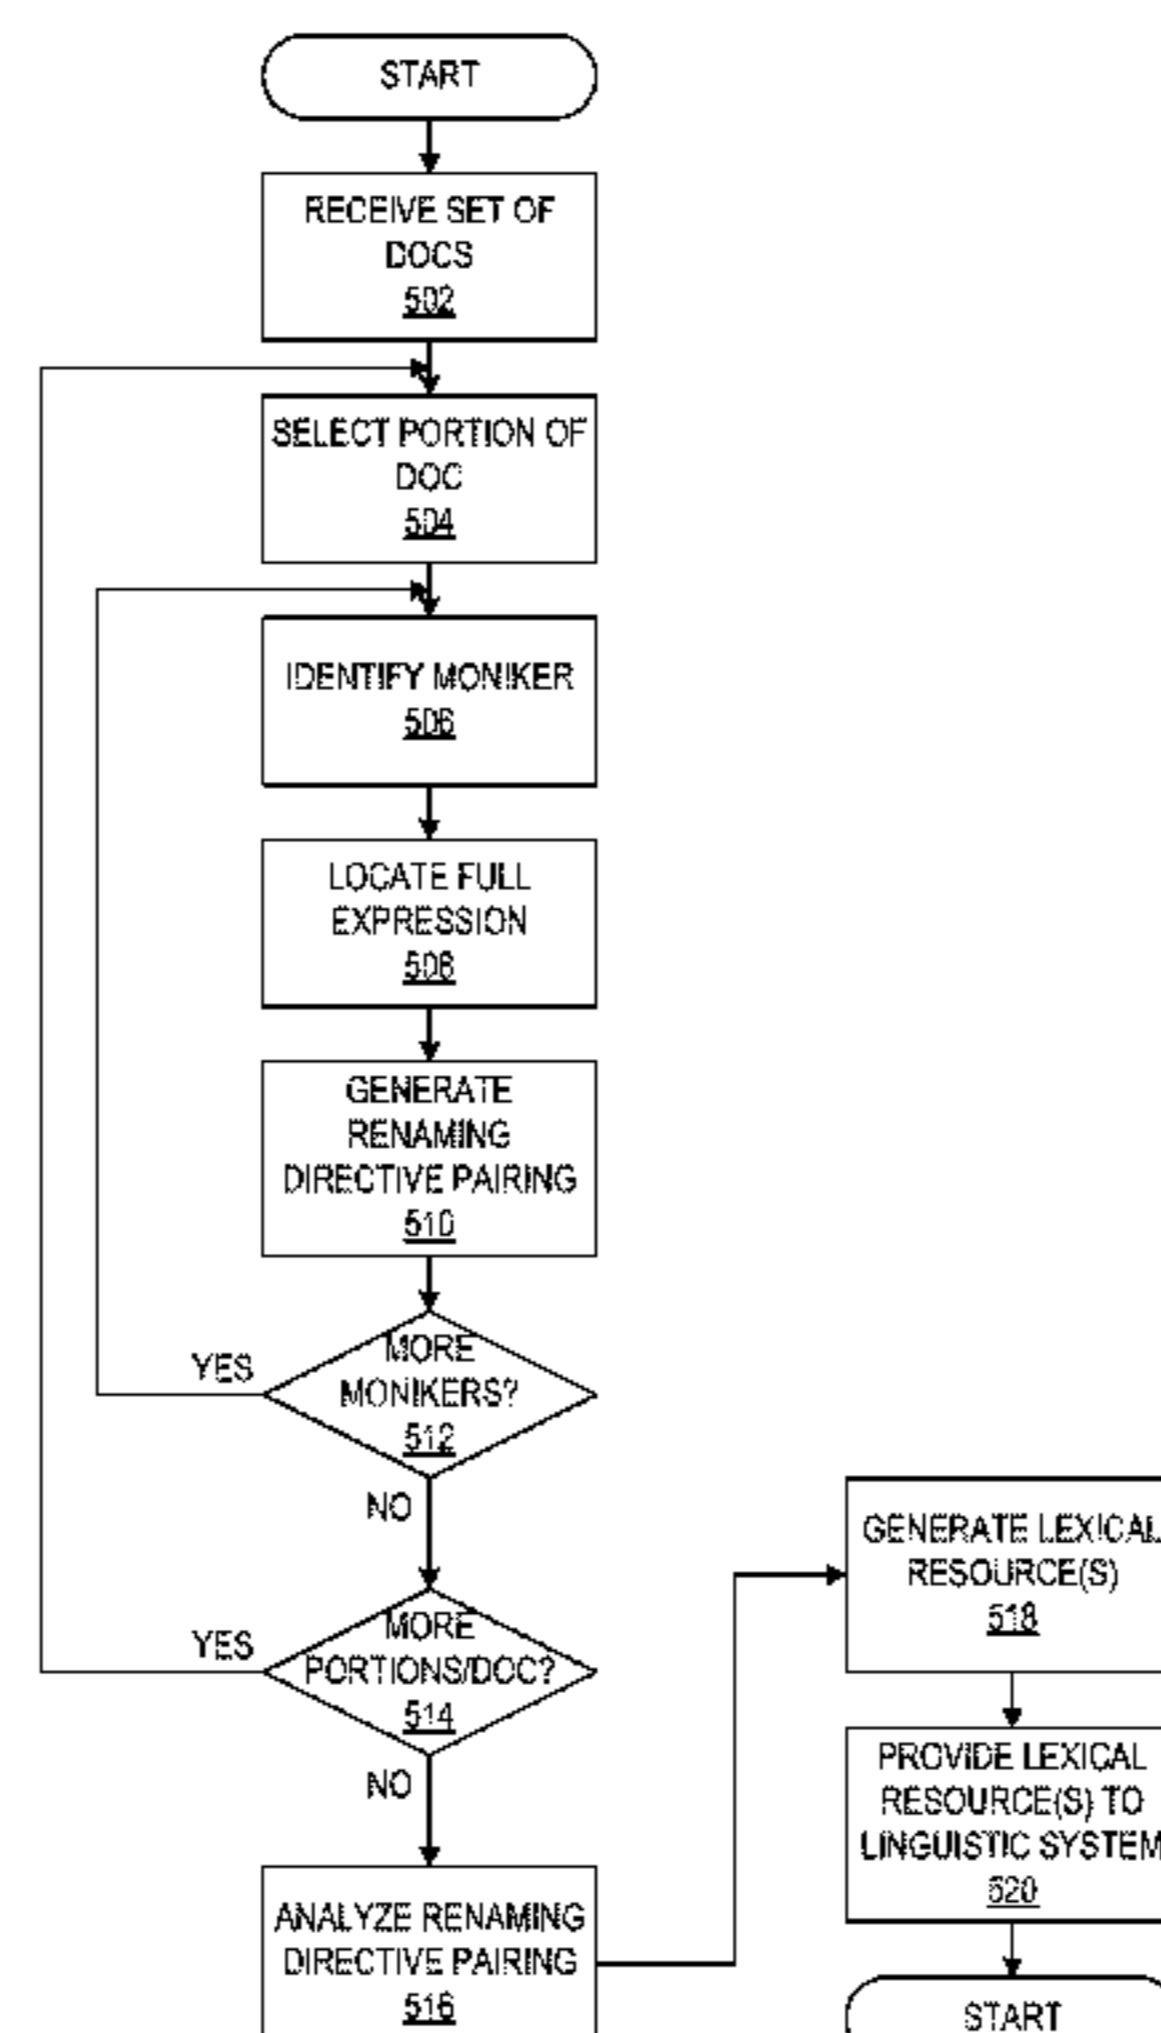 START
RECEIVE SET OF
DOCS
502
SELECT PORTION OF
DOC
504
IDENTIFY MONIKER
506
LOCATE FULL
EXPRESSION
508
GENERATE
RENAMING
DIRECTIVE PAIRING
510
MORE
MONIKERS?
512
YES
NO
MORE
PORTIONS/DOC?
514
YES
NO
ANALYZE RENAMING
DIRECTIVE PAIRING
516
GENERATE LEXICAL
RESOURCE(S)
518
PROVIDE LEXICAL
RESOURCE(S) TO
LINGUISTIC SYSTEM
520
START